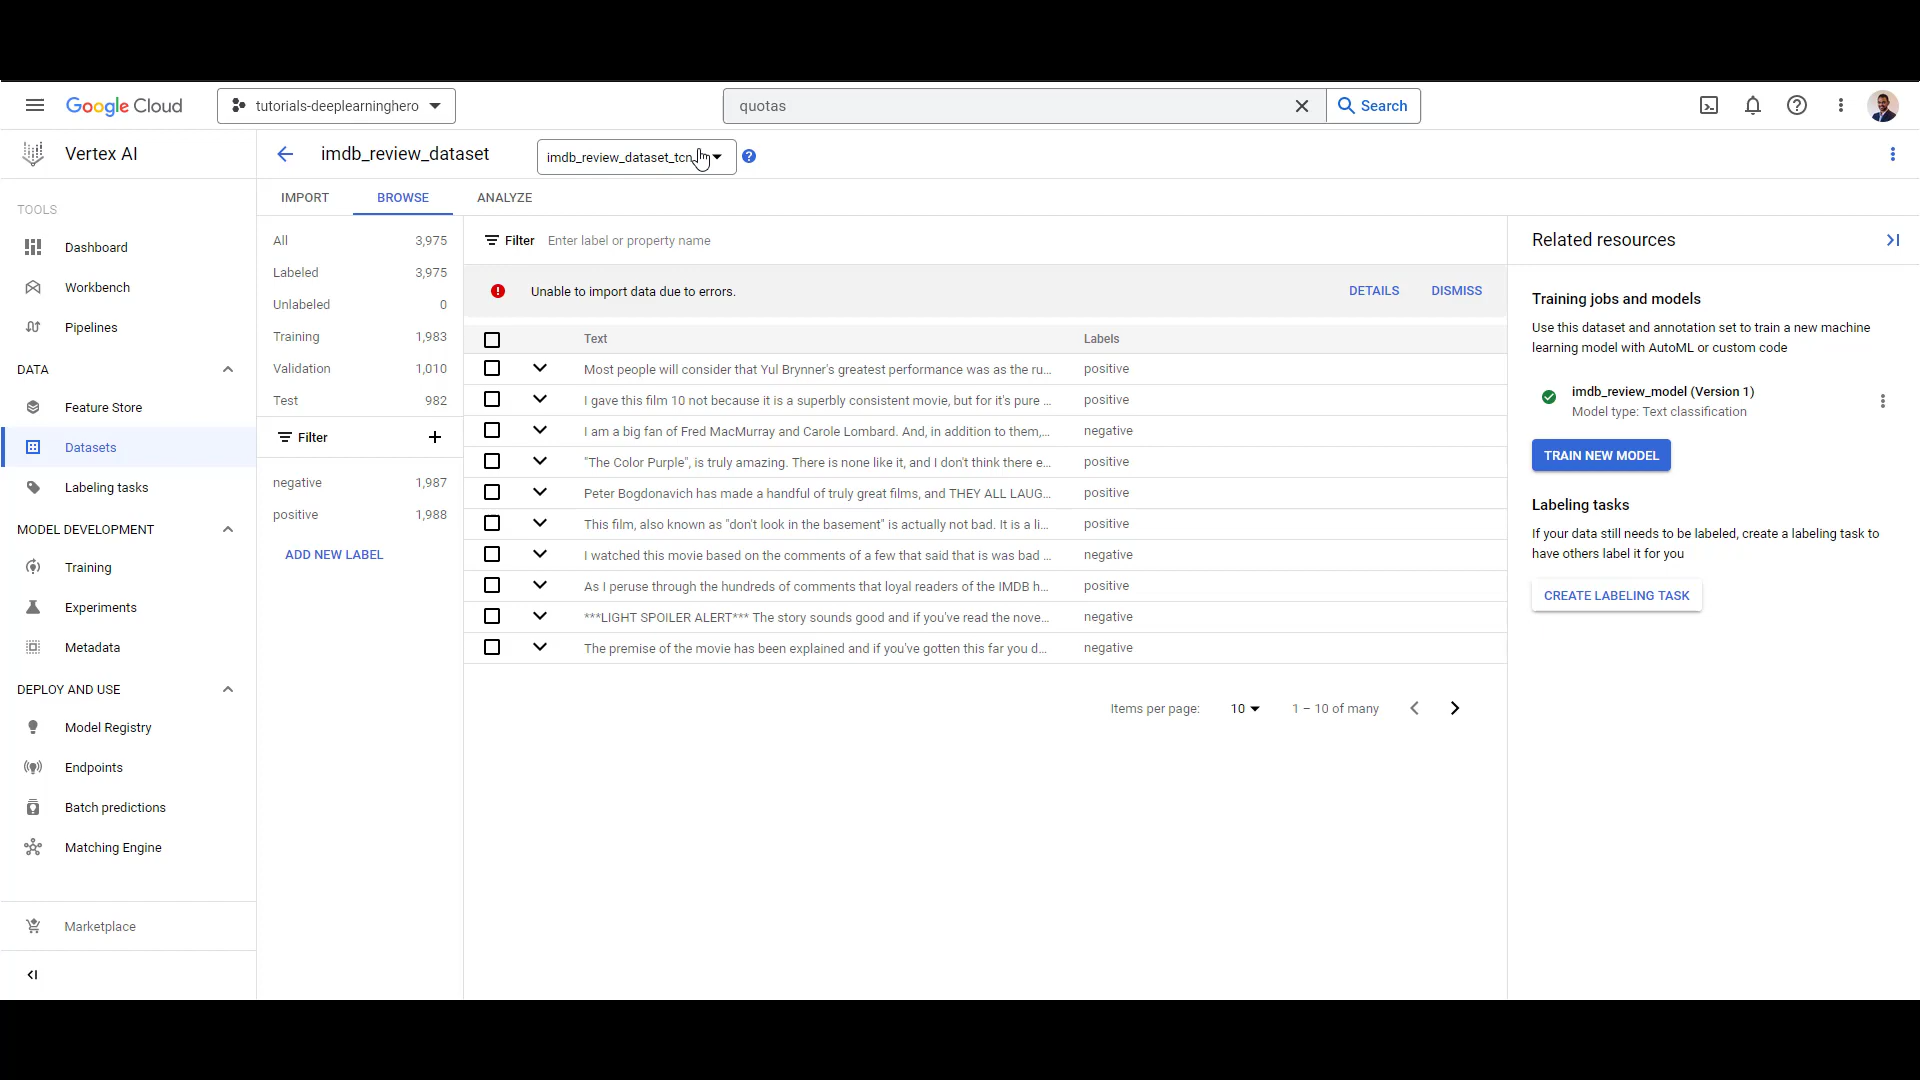 Google Cloud
tutorials-deeplearninghero
quotas
Search
Vertex AI
imdb_review_dataset
imdb_review_dataset_tcn
IMPORT
BROWSE
ANALYZE
TOOLS
Dashboard
Workbench
Pipelines
DATA
Feature Store
Datasets
Labeling tasks
MODEL DEVELOPMENT
Training
Experiments
Metadata
DEPLOY AND USE
Model Registry
Endpoints
Batch predictions
Matching Engine
Marketplace
All 3,975
Labeled 3,975
Unlabeled 0
Training 1,983
Validation 1,010
Test 982
Filter
negative 1,987
positive 1,988
ADD NEW LABEL
Filter Enter label or property name
Unable to import data due to errors. DETAILS DISMISS
Text Labels
Most people will consider that Yul Brynner's greatest performance was as the ru... positive
I gave this film 10 not because it is a superbly consistent movie, but for it's pure ... positive
I am a big fan of Fred MacMurray and Carole Lombard. And, in addition to them,... negative
"The Color Purple", is truly amazing. There is none like it, and I don't think there e... positive
Peter Bogdonavich has made a handful of truly great films, and THEY ALL LAUG... positive
This film, also known as "don't look in the basement" is actually not bad. It is a li... positive
I watched this movie based on the comments of a few that said that is was bad ... negative
As I peruse through the hundreds of comments that loyal readers of the IMDB h... positive
***LIGHT SPOILER ALERT*** The story sounds good and if you've read the nove... negative
The premise of the movie has been explained and if you've gotten this far you d... negative
Items per page: 10 1 – 10 of many
Related resources
Training jobs and models
Use this dataset and annotation set to train a new machine
learning model with AutoML or custom code
imdb_review_model (Version 1)
Model type: Text classification
TRAIN NEW MODEL
Labeling tasks
If your data still needs to be labeled, create a labeling task to
have others label it for you
CREATE LABELING TASK